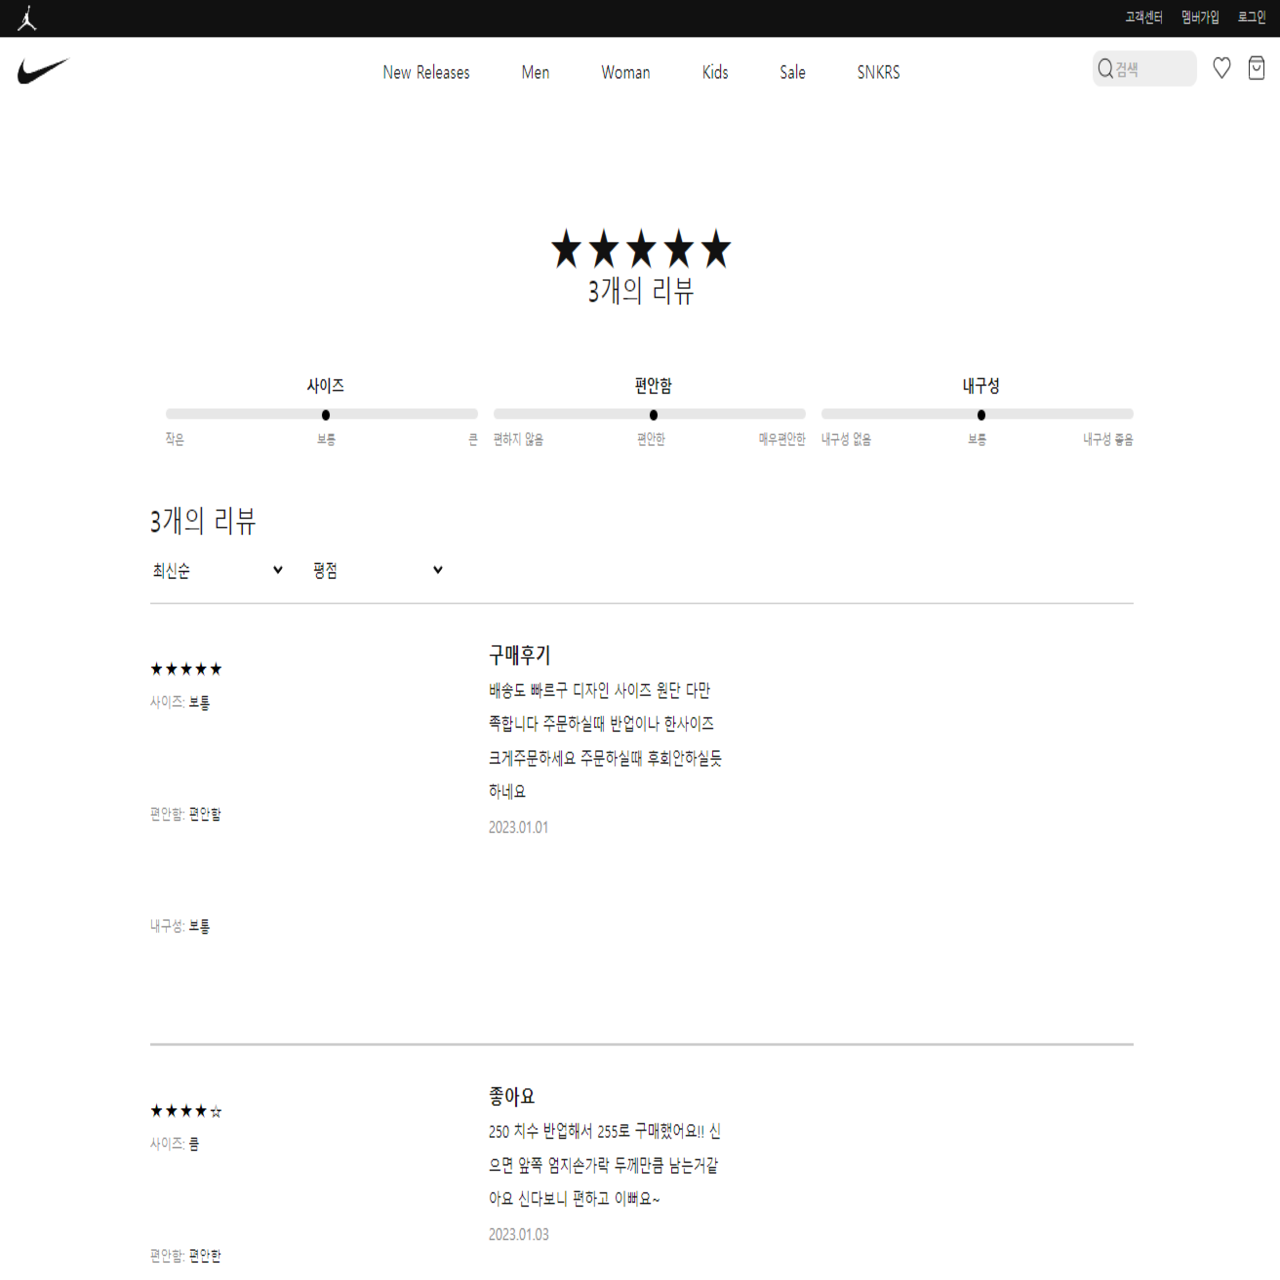 고객센터 멤버가입 로그인
New Releases Men Woman Kids Sale SNKRS 검색
★★★★★
3개의 리뷰
사이즈 편안함 내구성
작은 보통 큰 편하지 않음 편안한 매우편안한 내구성 없음 보통 내구성 좋음
3개의 리뷰
최신순 평점
★★★★★
사이즈: 보통
편안함: 편안함
내구성: 보통
구매후기
배송도 빠르구 디자인 사이즈 원단 다만
족합니다 주문하실때 반업이나 한사이즈
크게주문하세요 주문하실때 후회안하실듯
하네요
2023.01.01
★★★★☆
사이즈: 큼
편안함: 편안한
좋아요
250 치수 반업해서 255로 구매했어요!! 신
으면 앞쪽 엄지손가락 두께만큼 남는거같
아요 신다보니 편하고 이뻐요~
2023.01.03